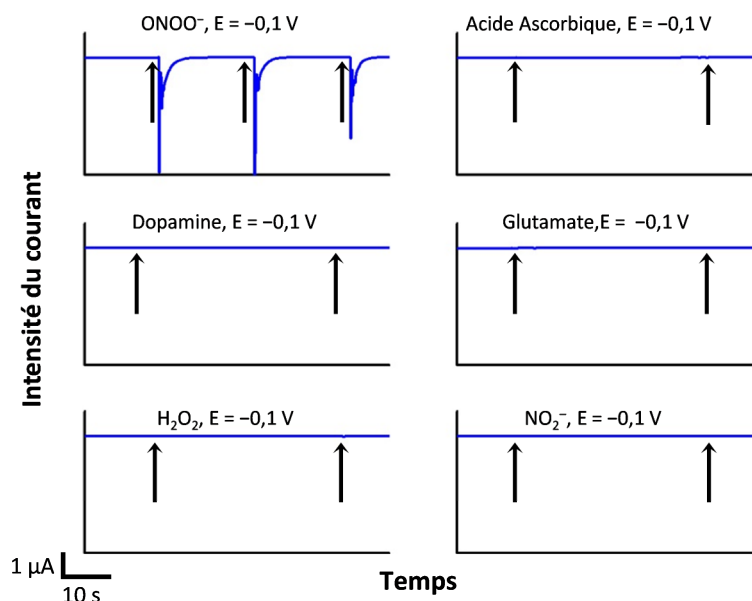 ONOO⁻, E = −0,1 V
Acide Ascorbique, E = −0,1 V
Dopamine, E = −0,1 V
Glutamate,E = −0,1 V
H₂O₂, E = −0,1 V
NO₂⁻, E = −0,1 V
Intensité du courant
1 µA
10 s
Temps